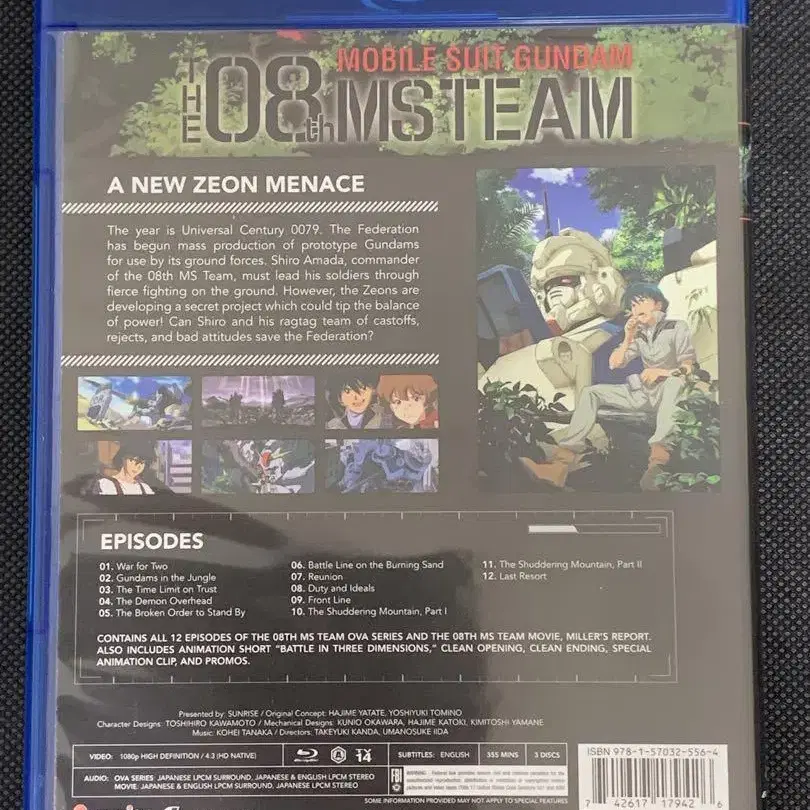 MOBILE SUIT GUNDAM
THE 08th MS TEAM
A NEW ZEON MENACE
The year is Universal Century 0079. The Federation
has begun mass production of prototype Gundams
for use by its ground forces. Shiro Amada, commander
of the 08th MS Team, must lead his soldiers through
fierce fighting on the ground. However, the Zeons are
developing a secret project which could tip the balance
of power! Can Shiro and his ragtag team of castoffs,
rejects, and bad attitudes save the Federation?
EPISODES
01. War for Two
02. Gundams in the Jungle
03. The Time Limit on Trust
04. The Demon Overhead
05. The Broken Order to Stand By
06. Battle Line on the Burning Sand
07. Reunion
08. Duty and Ideals
09. Front Line
10. The Shuddering Mountain, Part I
11. The Shuddering Mountain, Part II
12. Last Resort
CONTAINS ALL 12 EPISODES OF THE 08TH MS TEAM OVA SERIES AND THE 08TH MS TEAM MOVIE, MILLER'S REPORT.
ALSO INCLUDES ANIMATION SHORT "BATTLE IN THREE DIMENSIONS," CLEAN OPENING, CLEAN ENDING, SPECIAL
ANIMATION CLIP, AND PROMOS.
Presented by: SUNRISE / Original Concept: HAJIME YATATE, YOSHIYUKI TOMINO
Character Designs: TOSHIHIRO KAWAMOTO / Mechanical Designs: KUNIO OKAWARA, HAJIME KATOKI, KIMITOSHI YAMANE
Music: KOHEI TANAKA / Directors: TAKEYUKI KANDA, UMANOSUKE IIDA
VIDEO: 1080p HIGH DEFINITION / 4:3 (HD NATIVE)
TV 14
SUBTITLES: ENGLISH
355 MINS
3 DISCS
AUDIO: OVA SERIES: JAPANESE LPCM SURROUND, JAPANESE & ENGLISH LPCM STEREO
MOVIE: JAPANESE & ENGLISH LPCM SURROUND, JAPANESE LPCM STEREO
FBI
WARNING
SOME INFORMATION PROVIDED MAY NOT APPLY TO SPECIAL FEATURES
ISBN 978-1-57032-556-4
7 42617 17942 6